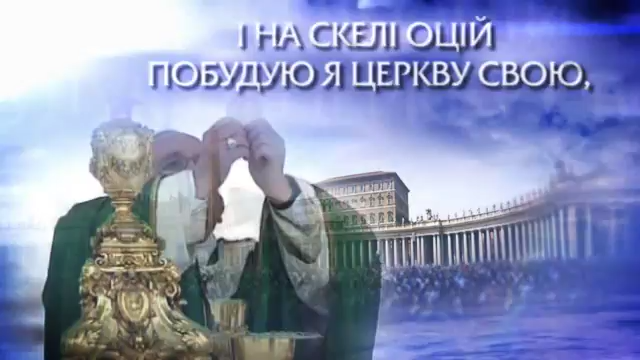 І НА СКЕЛІ ОЦІЙ
ПОБУДУЮ Я ЦЕРКВУ СВОЮ,